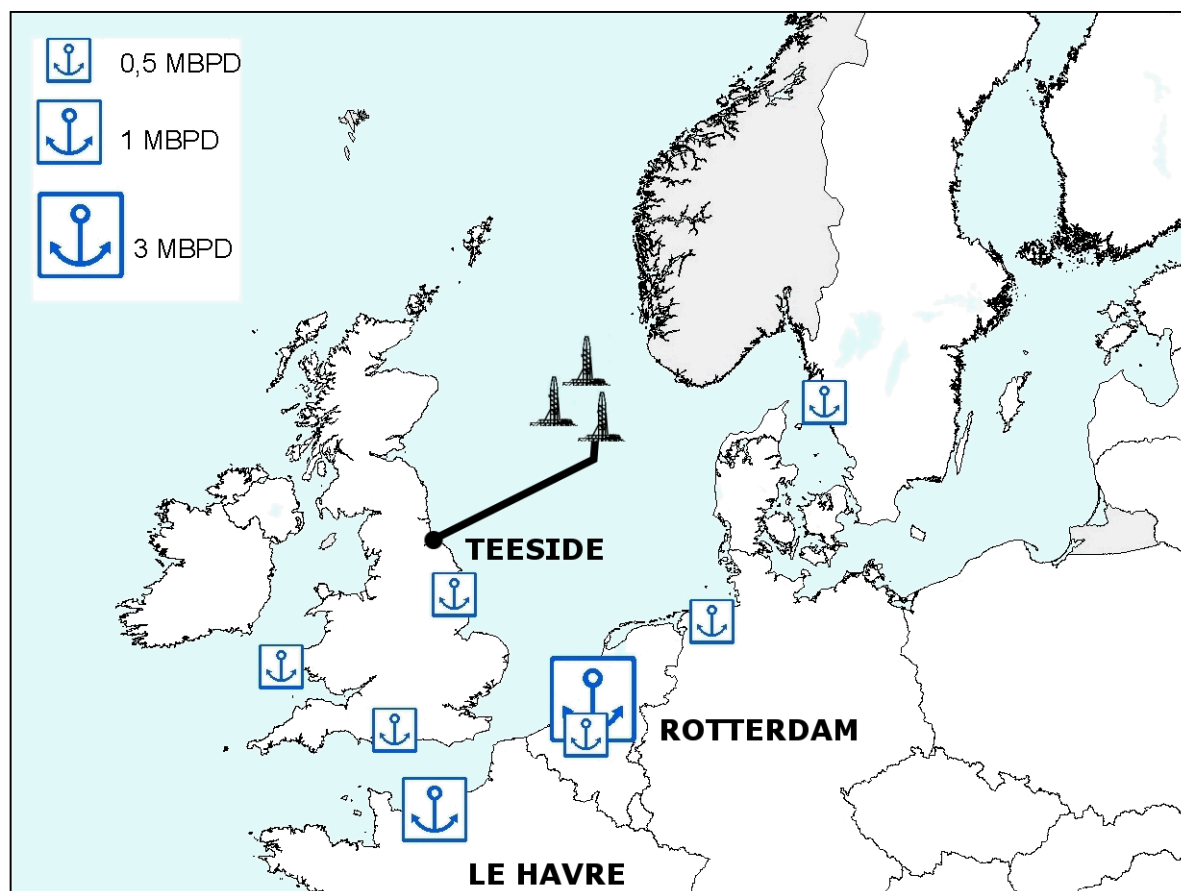 0,5 MBPD
1 MBPD
3 MBPD
TEESIDE
ROTTERDAM
LE HAVRE